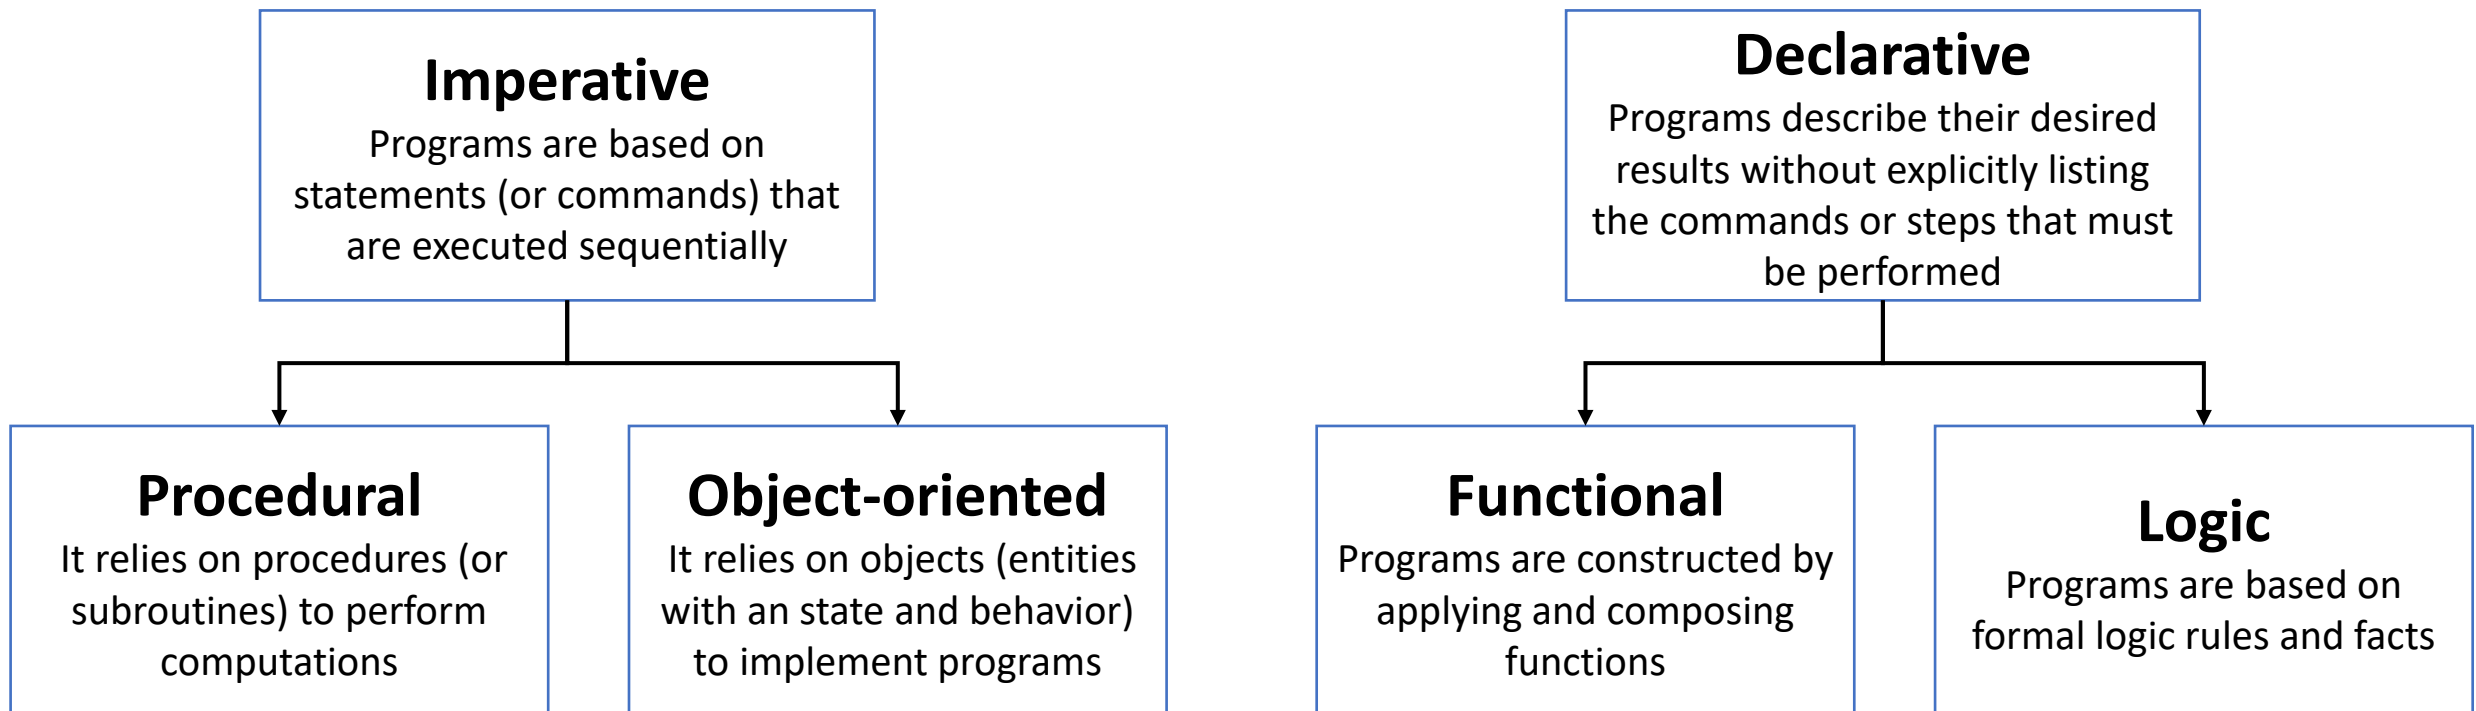 Imperative
Programs are based on
statements (or commands) that
are executed sequentially
Declarative
Programs describe their desired
results without explicitly listing
the commands or steps that must
be performed
Procedural
It relies on procedures (or
subroutines) to perform
computations
Object-oriented
It relies on objects (entities
with an state and behavior)
to implement programs
Functional
Programs are constructed by
applying and composing
functions
Logic
Programs are based on
formal logic rules and facts